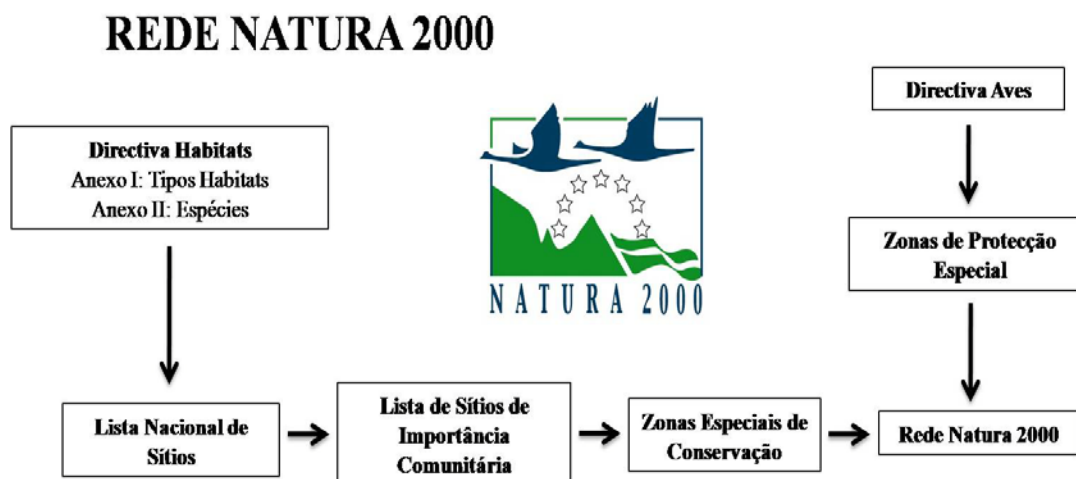 REDE NATURA 2000
Directiva Aves
Directiva Habitats
Anexo I: Tipos Habitats
Anexo II: Espécies
NATURA 2000
Zonas de Protecção
Especial
Lista Nacional de
Sítios
Lista de Sítios de
Importância
Comunitária
Zonas Especiais de
Conservação
Rede Natura 2000